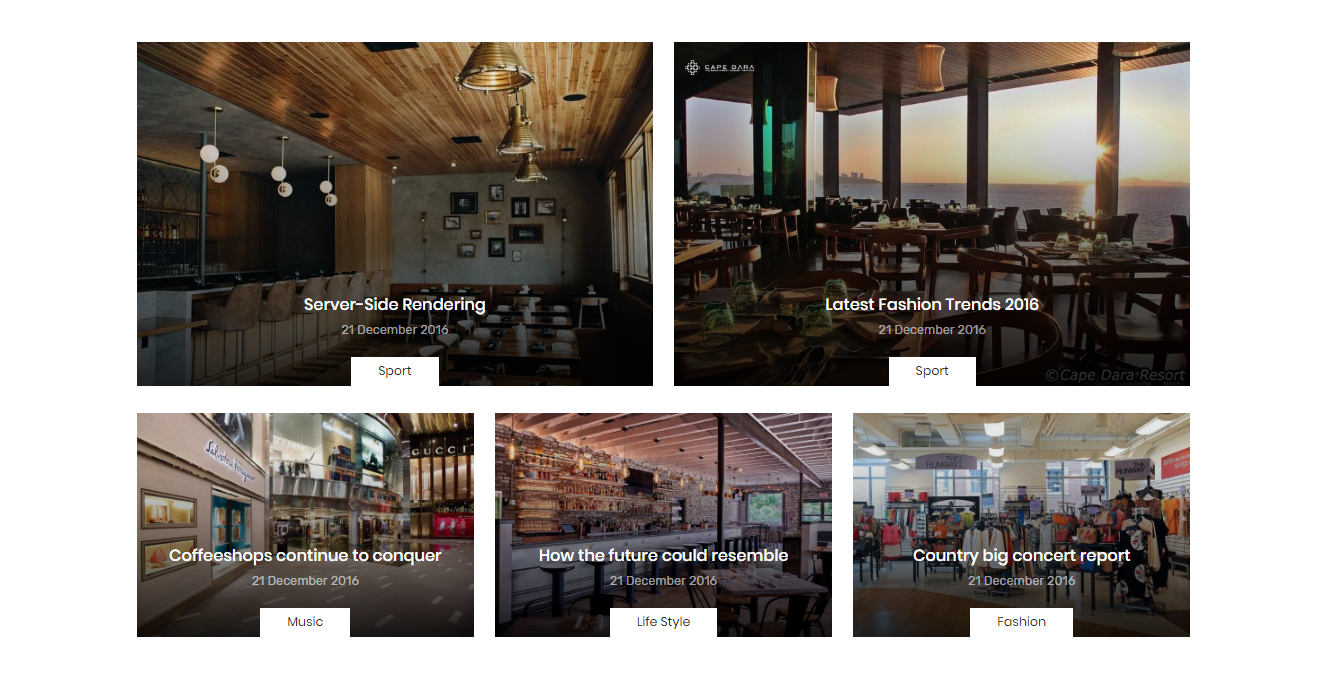 CAPE DARA
Server-Side Rendering
21 December 2016
Sport
Latest Fashion Trends 2016
21 December 2016
Sport
©Cape Dara Resort
Salvatore Ferragamo
GUCCI
Coffeeshops continue to conquer
21 December 2016
Music
How the future could resemble
21 December 2016
Life Style
THE
RUNWAY
THE
RUNWAY
Country big concert report
21 December 2016
Fashion